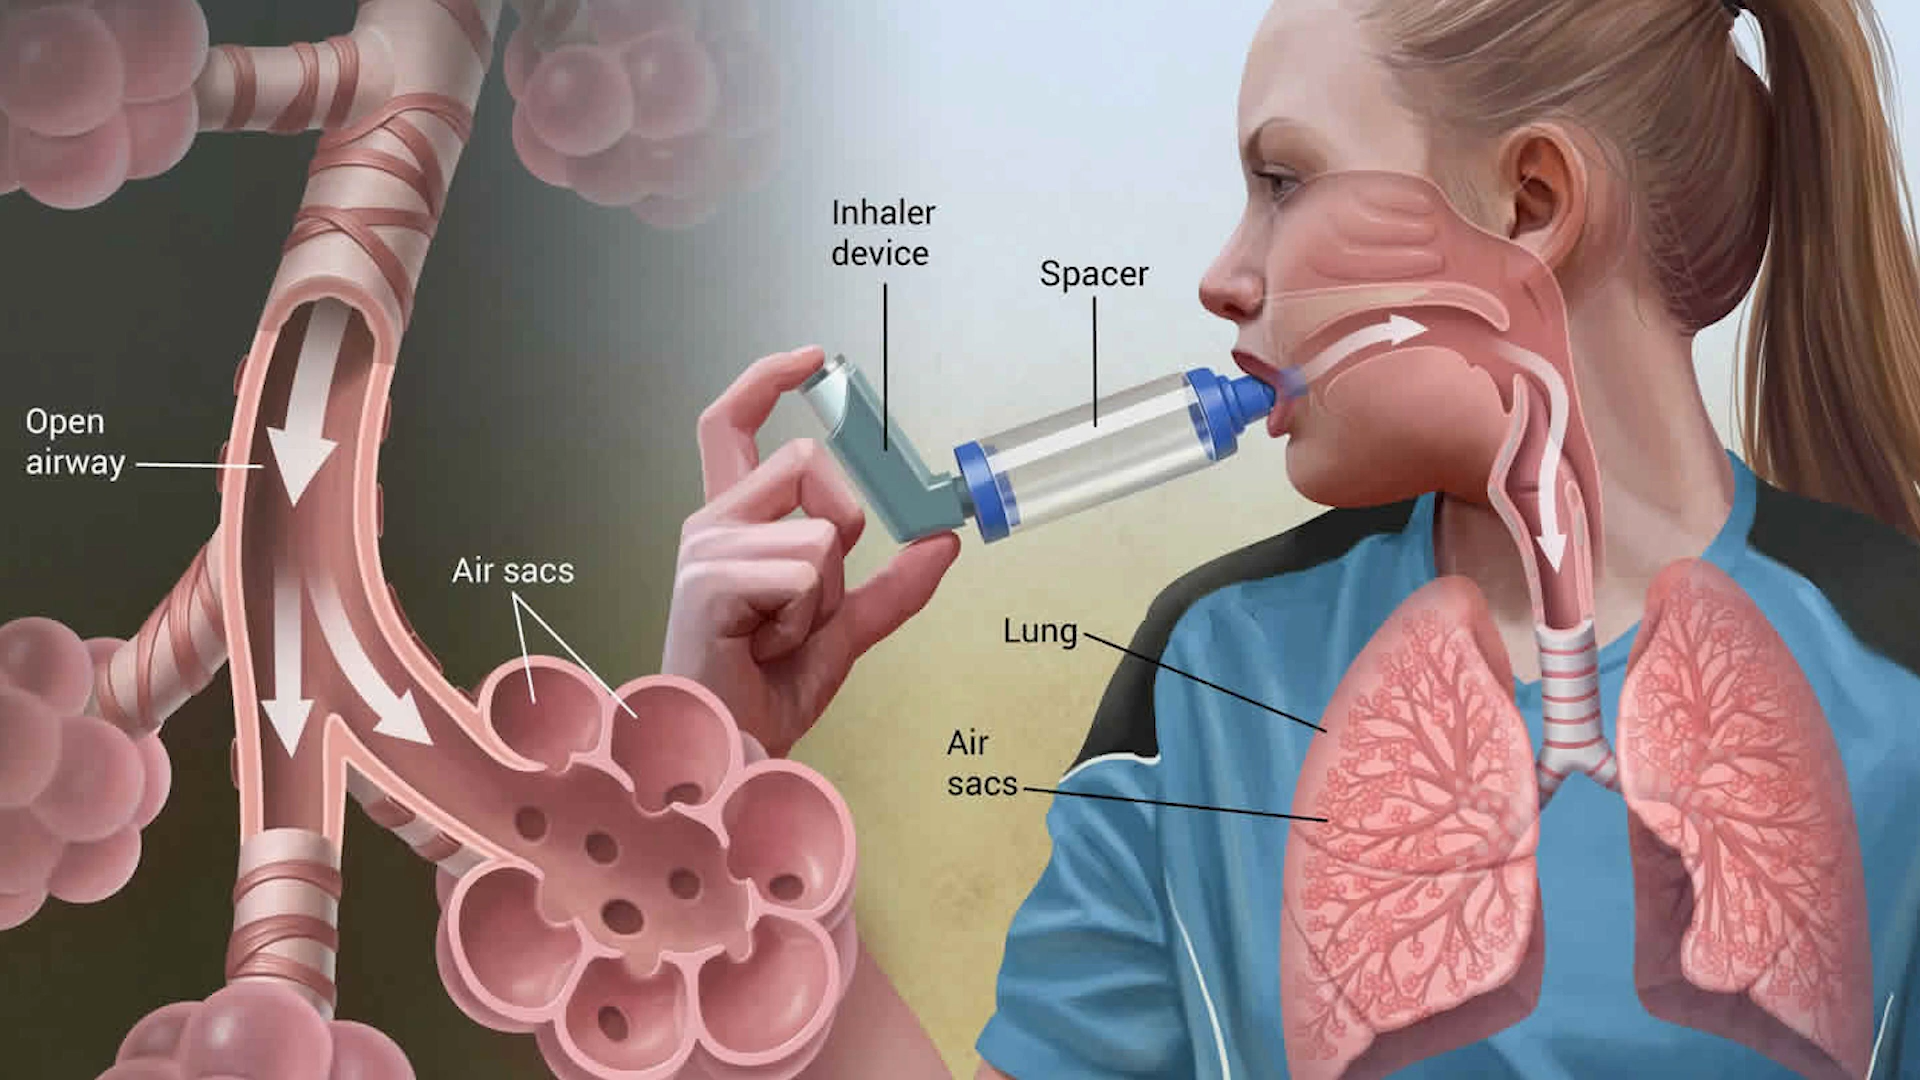 Inhaler
device
Spacer
Open
airway
Air sacs
Lung
Air
sacs